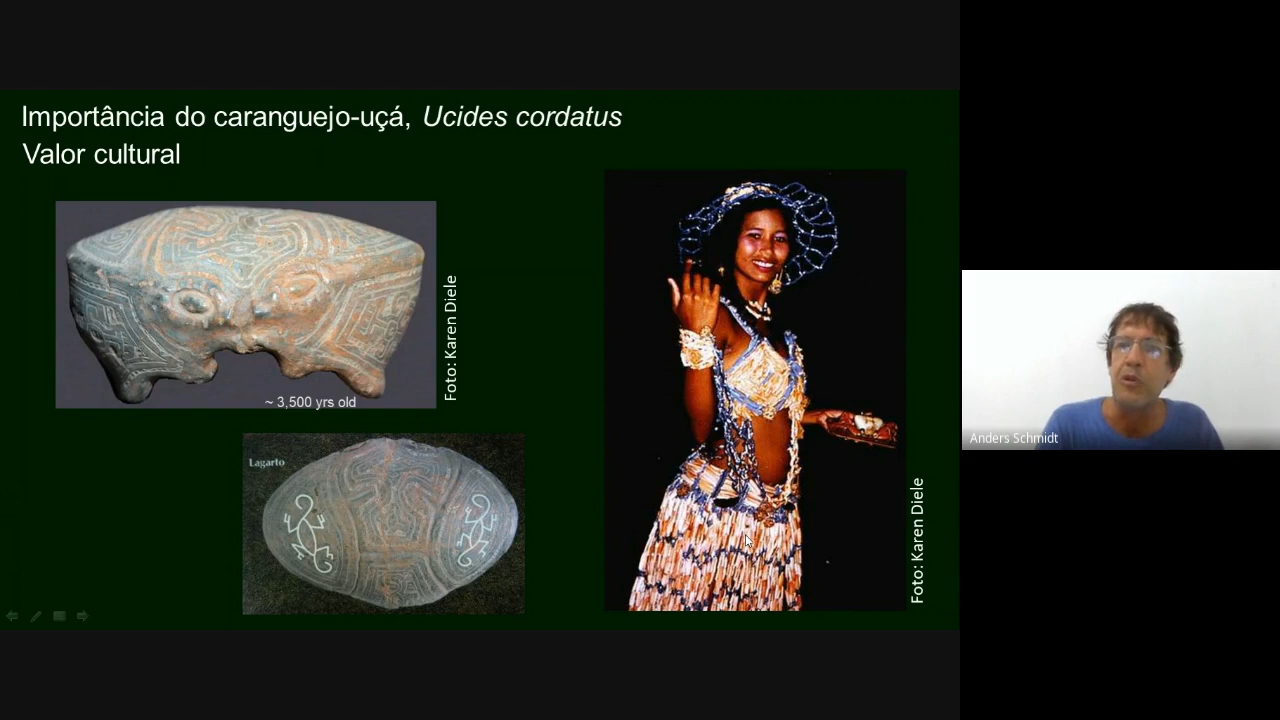 Importância do caranguejo-uçá, Ucides cordatus
Valor cultural
Foto: Karen Diele
~ 3,500 yrs old
Lagarto
Foto: Karen Diele
Anders Schmidt